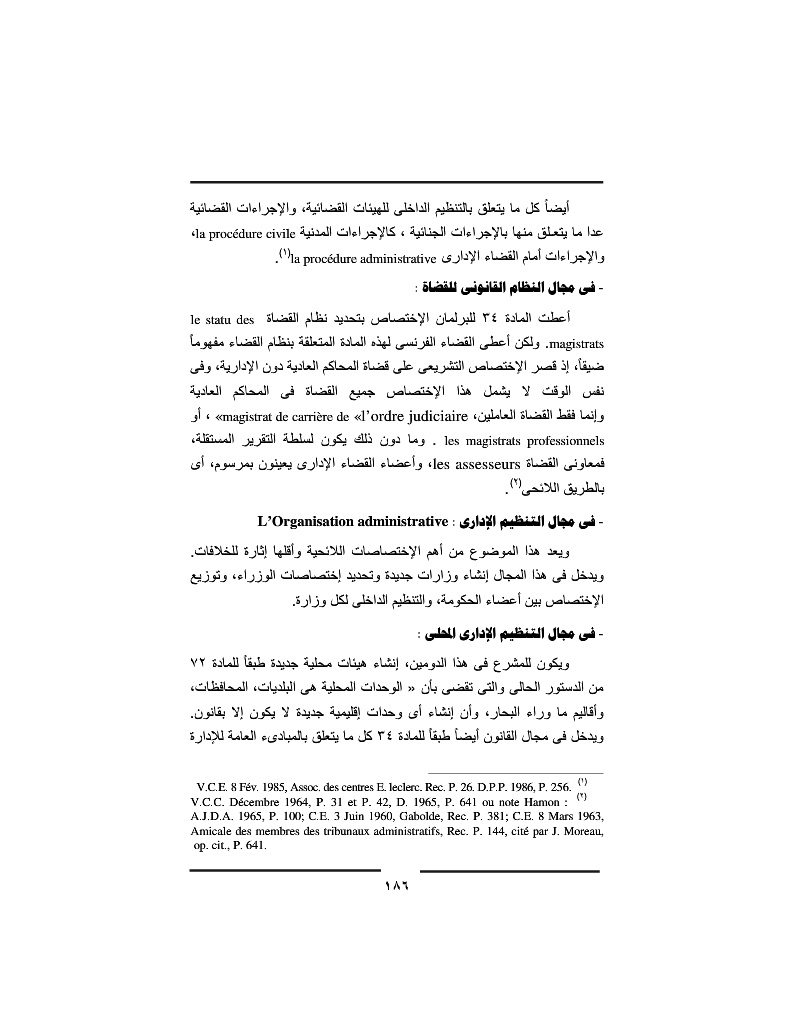 أيضاً كل ما يتعلق بالتنظيم الداخلى للهيئات القضائية، والإجراءات القضائية
عدا ما يتعلق منها بالإجراءات الجنائية ، كالإجراءات المدنية la procédure civile،
والإجراءات أمام القضاء الإدارى la procédure administrative(١).
- فى مجال النظام القانونى للقضاة :
أعطت المادة ٣٤ للبرلمان الإختصاص بتحديد نظام القضاة le statu des
magistrats. ولكن أعطى القضاء الفرنسى لهذه المادة المتعلقة بنظام القضاء مفهوماً
ضيقاً، إذ قصر الإختصاص التشريعى على قضاة المحاكم العادية دون الإدارية، وفى
نفس الوقت لا يشمل هذا الإختصاص جميع القضاة فى المحاكم العادية
وإنما فقط القضاة العاملين، magistrat de carrière de «l’ordre judiciaire» ، أو
les magistrats professionnels . وما دون ذلك يكون لسلطة التقرير المستقلة،
فمعاونى القضاة les assesseurs، وأعضاء القضاء الإدارى يعينون بمرسوم، أى
بالطريق اللائحى(٢).
- فى مجال التنظيم الإدارى : L’Organisation administrative
ويعد هذا الموضوع من أهم الإختصاصات اللائحية وأقلها إثارة للخلافات.
ويدخل فى هذا المجال إنشاء وزارات جديدة وتحديد إختصاصات الوزراء، وتوزيع
الإختصاص بين أعضاء الحكومة، والتنظيم الداخلى لكل وزارة.
- فى مجال التنظيم الإدارى المحلى :
ويكون للمشرع فى هذا الدومين، إنشاء هيئات محلية جديدة طبقاً للمادة ٧٢
من الدستور الحالى والتى تقضى بأن « الوحدات المحلية هى البلديات، المحافظات،
وأقاليم ما وراء البحار، وأن إنشاء أى وحدات إقليمية جديدة لا يكون إلا بقانون.
ويدخل فى مجال القانون أيضاً طبقاً للمادة ٣٤ كل ما يتعلق بالمبادىء العامة للإدارة
(١) V.C.E. 8 Fév. 1985, Assoc. des centres E. leclerc. Rec. P. 26. D.P.P. 1986, P. 256.
(٢) V.C.C. Décembre 1964, P. 31 et P. 42, D. 1965, P. 641 ou note Hamon :
A.J.D.A. 1965, P. 100; C.E. 3 Juin 1960, Gabolde, Rec. P. 381; C.E. 8 Mars 1963,
Amicale des membres des tribunaux administratifs, Rec. P. 144, cité par J. Moreau,
op. cit., P. 641.
١٨٦